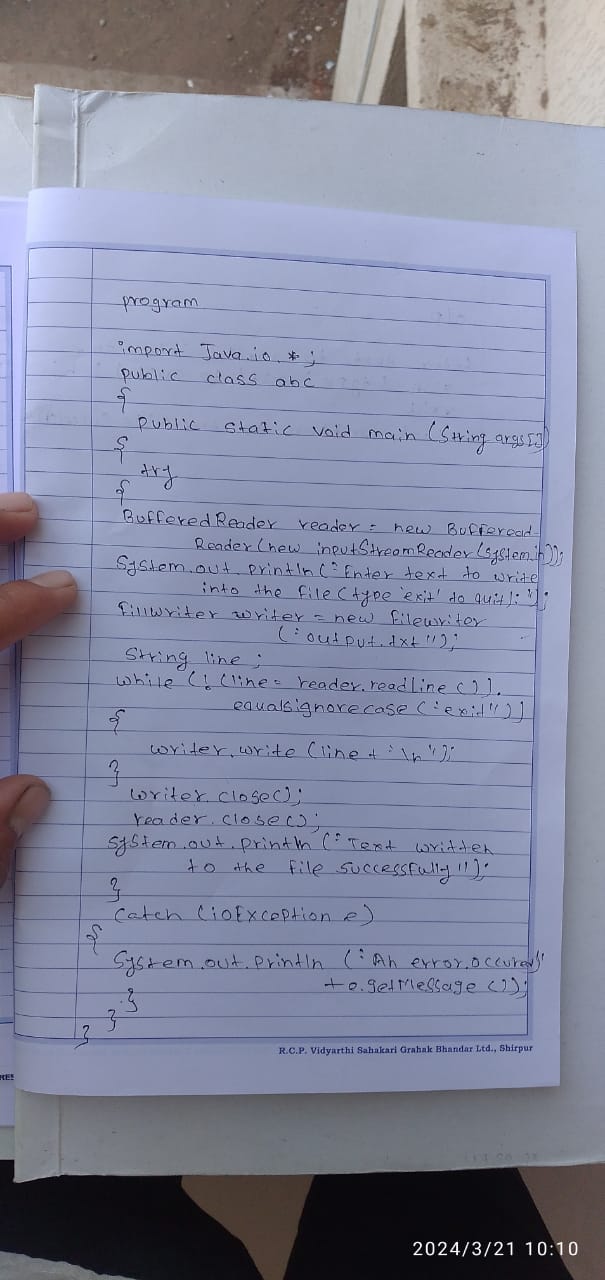 program
import Java.io.*;
public class abc
{
public static void main (String args[])
{
try
{
BufferedReader reader = new Buffered-
Reader (new inputStreamReader (system.in));
System.out.println ("Enter text to write
into the file (type 'exit' to quit): ");
fillwriter writer = new filewriter
("output.txt");
String line;
while (! (line = reader.readline ()).
equalsignorecase ("exit"))
{
writer.write (line + "\n");
}
writer.close();
reader.close();
system.out.println ("Text written
to the file successfully");
}
catch (ioException e)
{
System.out.println ("An error.occured"
+ e.getMessage ());
}
}
}
R.C.P. Vidyarthi Sahakari Grahak Bhandar Ltd., Shirpur
2024/3/21 10:10